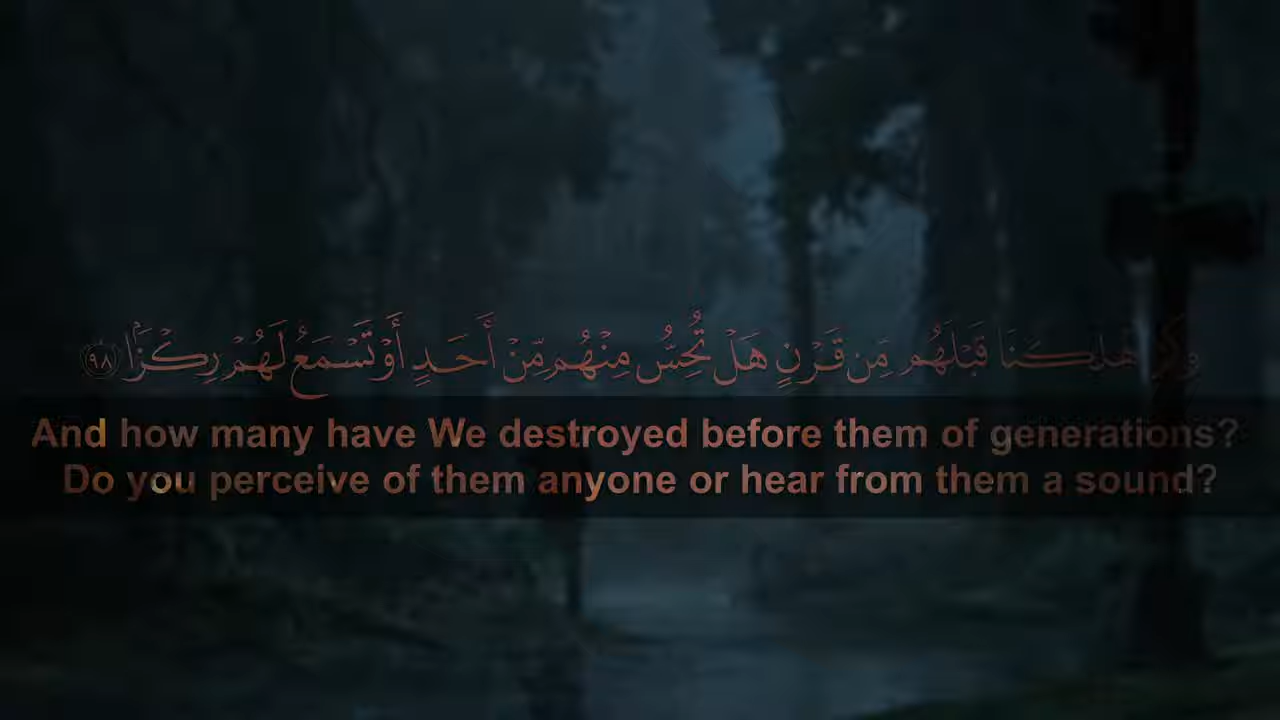 وَكَمْ أَهْلَكْنَا قَبْلَهُم مِّن قَرْنٍ هَلْ تُحِسُّ مِنْهُم مِّنْ أَحَدٍ أَوْ تَسْمَعُ لَهُمْ رِكْزًا ٩٨
And how many have We destroyed before them of generations?
Do you perceive of them anyone or hear from them a sound?